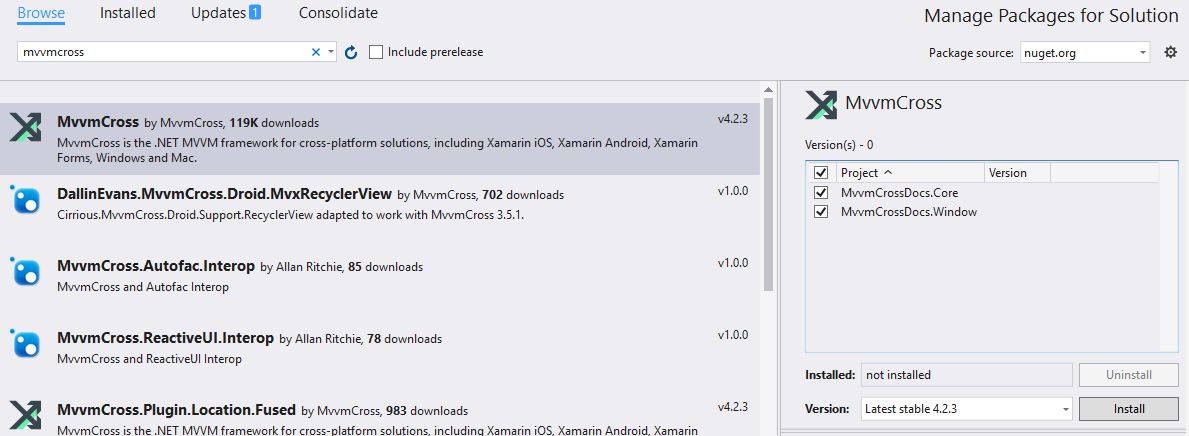 Browse Installed Updates 1 Consolidate
Manage Packages for Solution
mvvmcross
Include prerelease
Package source: nuget.org
MvvmCross by MvvmCross, 119K downloads v4.2.3
MvvmCross is the .NET MVVM framework for cross-platform solutions, including Xamarin iOS, Xamarin Android, Xamarin
Forms, Windows and Mac.
DallinEvans.MvvmCross.Droid.MvxRecyclerView by MvvmCross, 702 downloads v1.0.0
Cirrious.MvvmCross.Droid.Support.RecyclerView adapted to work with MvvmCross 3.5.1.
MvvmCross.Autofac.Interop by Allan Ritchie, 85 downloads v1.0.0
MvvmCross and Autofac Interop
MvvmCross.ReactiveUI.Interop by Allan Ritchie, 78 downloads v1.0.0
MvvmCross and ReactiveUI Interop
MvvmCross.Plugin.Location.Fused by MvvmCross, 983 downloads v4.2.3
MvvmCross is the .NET MVVM framework for cross-platform solutions, including Xamarin iOS, Xamarin Android, Xamarin
MvvmCross
Version(s) - 0
Project Version
MvvmCrossDocs.Core
MvvmCrossDocs.Window
Installed: not installed Uninstall
Version: Latest stable 4.2.3 Install